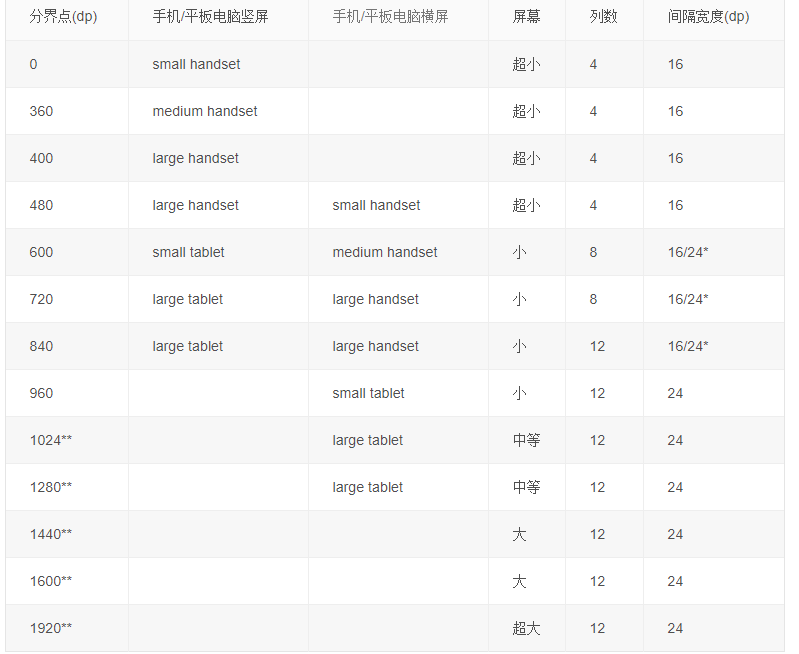 分界点(dp) 手机/平板电脑竖屏 手机/平板电脑横屏 屏幕 列数 间隔宽度(dp)
0 small handset 超小 4 16
360 medium handset 超小 4 16
400 large handset 超小 4 16
480 large handset small handset 超小 4 16
600 small tablet medium handset 小 8 16/24*
720 large tablet large handset 小 8 16/24*
840 large tablet large handset 小 12 16/24*
960 small tablet 小 12 24
1024** large tablet 中等 12 24
1280** large tablet 中等 12 24
1440** 大 12 24
1600** 大 12 24
1920** 超大 12 24